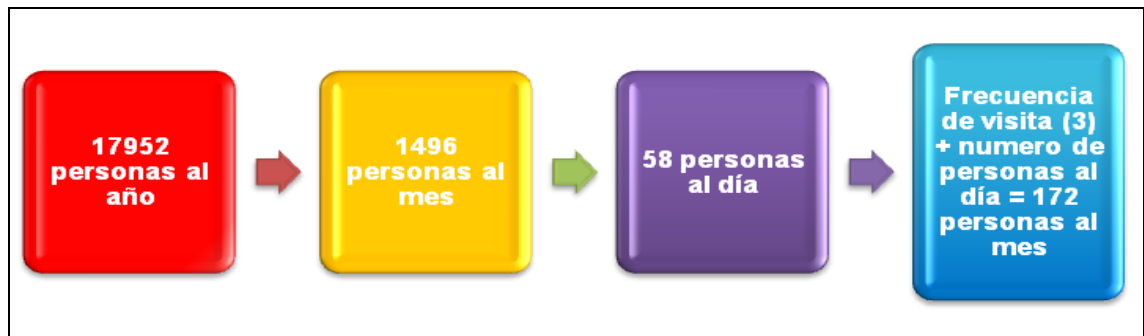 17952
personas al
año
1496
personas al
mes
58 personas
al día
Frecuencia
de visita (3)
+ numero de
personas al
día = 172
personas al
mes